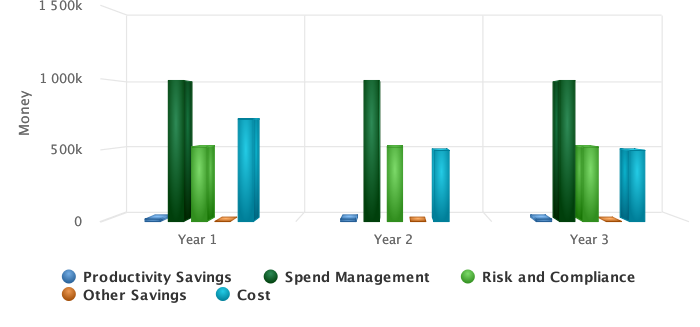 1 500k
1 000k
500k
0
Money
Year 1 Year 2 Year 3
Productivity Savings Spend Management Risk and Compliance
Other Savings Cost